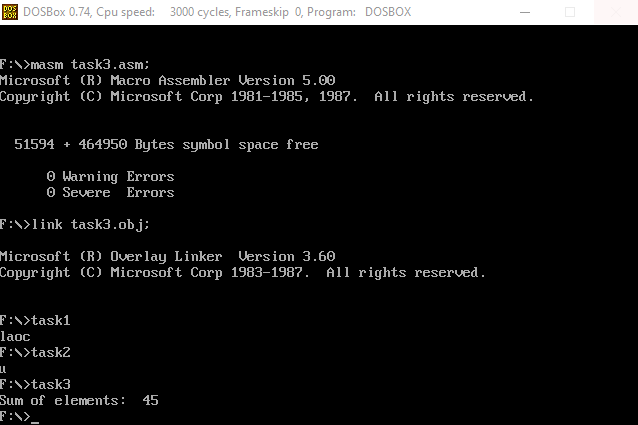 DOS
BOX
DOSBox 0.74, Cpu speed: 3000 cycles, Frameskip 0, Program: DOSBOX
F:\>masm task3.asm;
Microsoft (R) Macro Assembler Version 5.00
Copyright (C) Microsoft Corp 1981-1985, 1987. All rights reserved.
51594 + 464950 Bytes symbol space free
0 Warning Errors
0 Severe Errors
F:\>link task3.obj;
Microsoft (R) Overlay Linker Version 3.60
Copyright (C) Microsoft Corp 1983-1987. All rights reserved.
F:\>task1
laoc
F:\>task2
u
F:\>task3
Sum of elements: 45
F:\>_